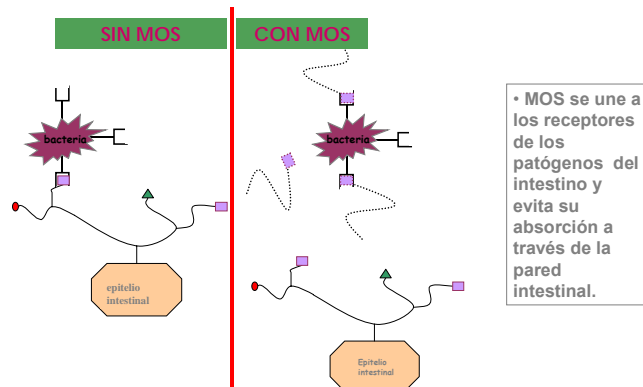 SIN MOS
CON MOS
bacteria
bacteria
epitelio
intestinal
Epitelio
intestinal
• MOS se une a
los receptores
de los
patógenos del
intestino y
evita su
absorción a
través de la
pared
intestinal.